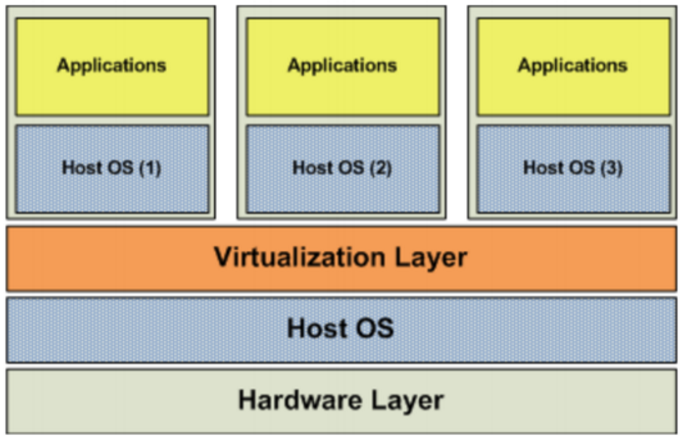 Applications
Applications
Applications
Host OS (1)
Host OS (2)
Host OS (3)
Virtualization Layer
Host OS
Hardware Layer